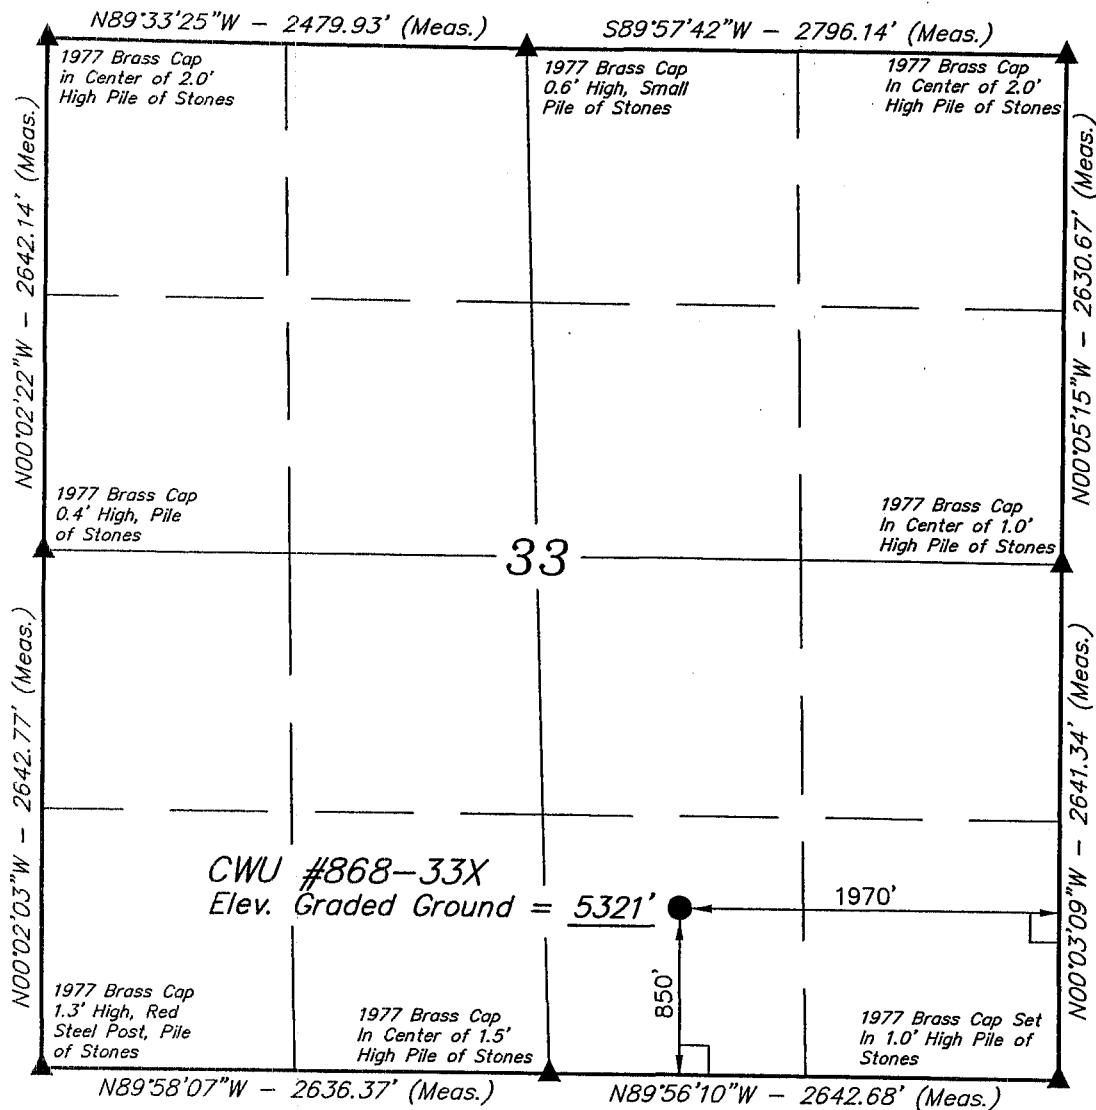 N89°33'25"W - 2479.93' (Meas.)
S89°57'42"W - 2796.14' (Meas.)
1977 Brass Cap
in Center of 2.0'
High Pile of Stones
1977 Brass Cap
0.6' High, Small
Pile of Stones
1977 Brass Cap
In Center of 2.0'
High Pile of Stones
N00°02'22"W - 2642.14' (Meas.)
N00°05'15"W - 2630.67' (Meas.)
1977 Brass Cap
0.4' High, Pile
of Stones
1977 Brass Cap
In Center of 1.0'
High Pile of Stones
33
N00°02'03"W - 2642.77' (Meas.)
N00°03'09"W - 2641.34' (Meas.)
CWU #868-33X
Elev. Graded Ground = 5321'
1970'
850'
1977 Brass Cap
1.3' High, Red
Steel Post, Pile
of Stones
1977 Brass Cap
In Center of 1.5'
High Pile of Stones
1977 Brass Cap Set
In 1.0' High Pile of
Stones
N89°58'07"W - 2636.37' (Meas.)
N89°56'10"W - 2642.68' (Meas.)